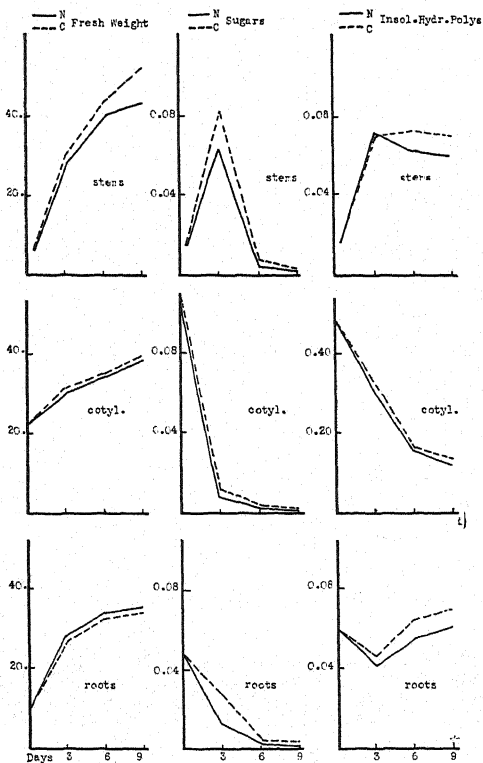 N
C Fresh Weight
N
C Sugars
N
C Insol.Hydr.Polys
40.
20.
stems
0.08
0.04
stems
0.08
0.04
stems
40.
20.
cotyl.
0.08
0.04
cotyl.
0.40
0.20
cotyl.
40.
20.
roots
0.08
0.04
roots
0.08
0.04
roots
Days 3 6 9
3 6 9
3 6 9